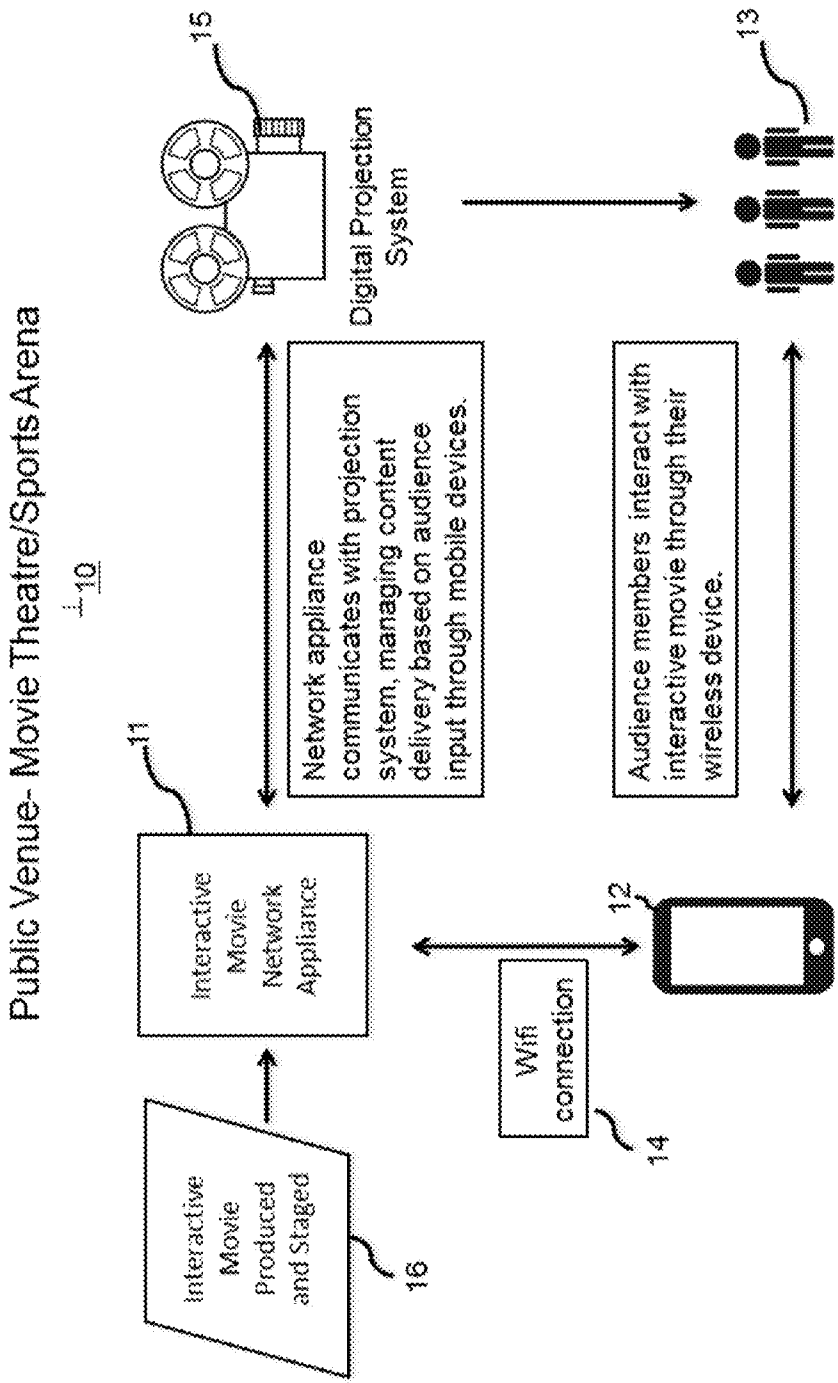 Public Venue- Movie Theatre/Sports Arena
10
Interactive
Movie
Produced
and Staged
16
Interactive
Movie
Network
Appliance
11
Network appliance
communicates with projection
system, managing content
delivery based on audience
input through mobile devices.
Digital Projection
System
15
Wifi
connection
14
12
Audience members interact with
interactive movie through their
wireless device.
13